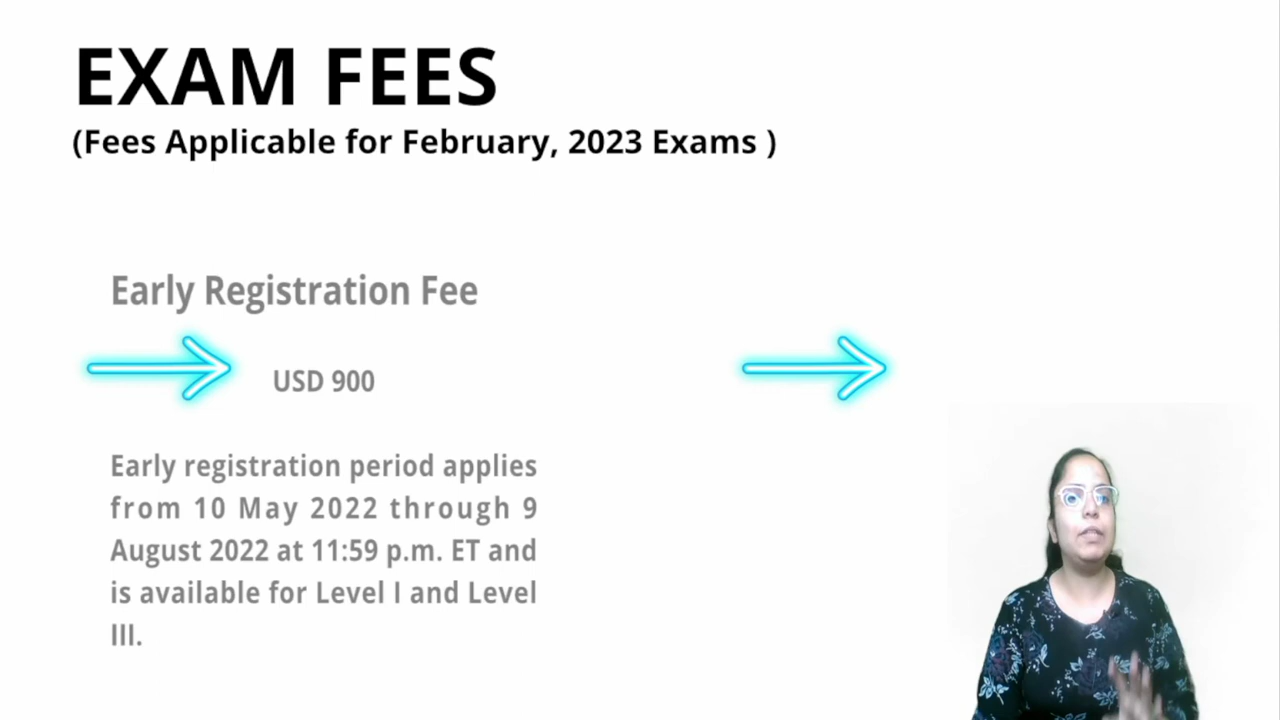 EXAM FEES
(Fees Applicable for February, 2023 Exams )
Early Registration Fee
USD 900
Early registration period applies
from 10 May 2022 through 9
August 2022 at 11:59 p.m. ET and
is available for Level I and Level
III.